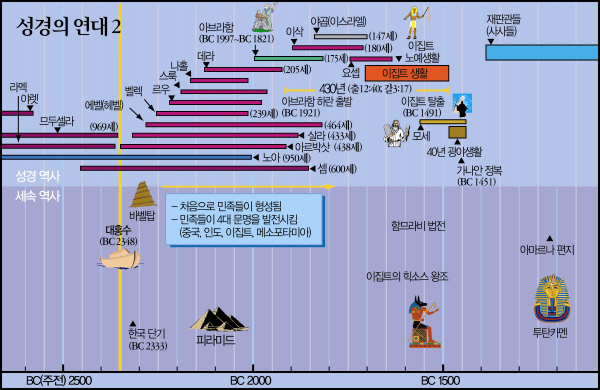 성경의 연대 2
아브라함
(BC 1997~BC 1821)
이삭
야곱(이스라엘)
(147세)
(180세)
(175세)
요셉
이집트
노예생활
이집트 생활
재판관들
(사사들)
데라
(205세)
나홀
스룩
르우
벨렉
에벨(헤벨)
(239세)
430년 (출12:40; 갈3:17)
아브라함 하란 출발
(BC 1921)
이집트 탈출
(BC 1491)
모세
40년 광야생활
가나안 정복
(BC 1451)
라멕
야렛
므두셀라
(969세)
(464세)
살라 (433세)
아르박삿 (438세)
노아 (950세)
셈 (600세)
성경 역사
세속 역사
바벨탑
대홍수
(BC 2348)
– 처음으로 민족들이 형성됨
– 민족들이 4대 문명을 발전시킴
(중국, 인도, 이집트, 메소포타미아)
함므라비 법전
아마르나 편지
이집트의 힉소스 왕조
한국 단기
(BC 2333)
피라미드
투탄카멘
BC(주전) 2500
BC 2000
BC 1500